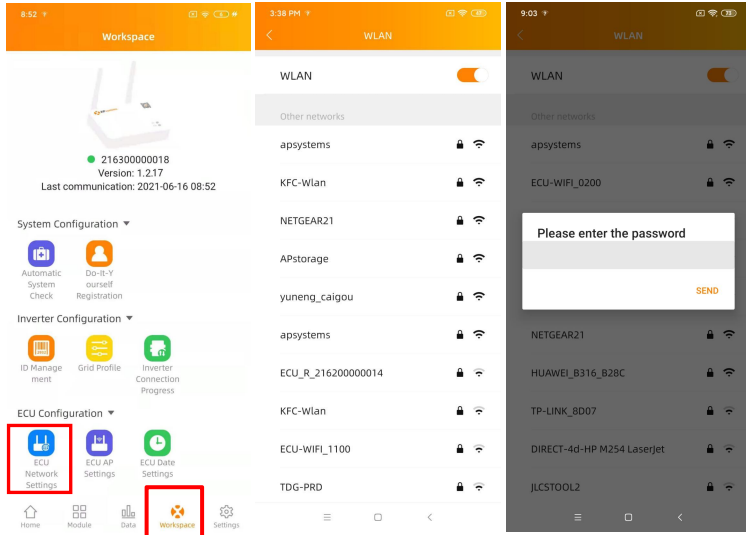 8:52
Workspace
216300000018
Version: 1.2.17
Last communication: 2021-06-16 08:52
System Configuration
Automatic
System
Check
Do-It-Y
ourself
Registration
Inverter Configuration
ID Manage
ment
Grid Profile
Inverter
Connection
Progress
ECU Configuration
ECU
Network
Settings
ECU AP
Settings
ECU Date
Settings
Home
Module
Data
Workspace
Settings
3:38 PM
WLAN
WLAN
Other networks
apsystems
KFC-Wlan
NETGEAR21
APstorage
yuneng_caigou
apsystems
ECU_R_216200000014
KFC-Wlan
ECU-WIFI_1100
TDG-PRD
9:03
WLAN
WLAN
Other networks
apsystems
ECU-WIFI_0200
Please enter the password
SEND
NETGEAR21
HUAWEI_B316_B28C
TP-LINK_8D07
DIRECT-4d-HP M254 LaserJet
JLCSTOOL2